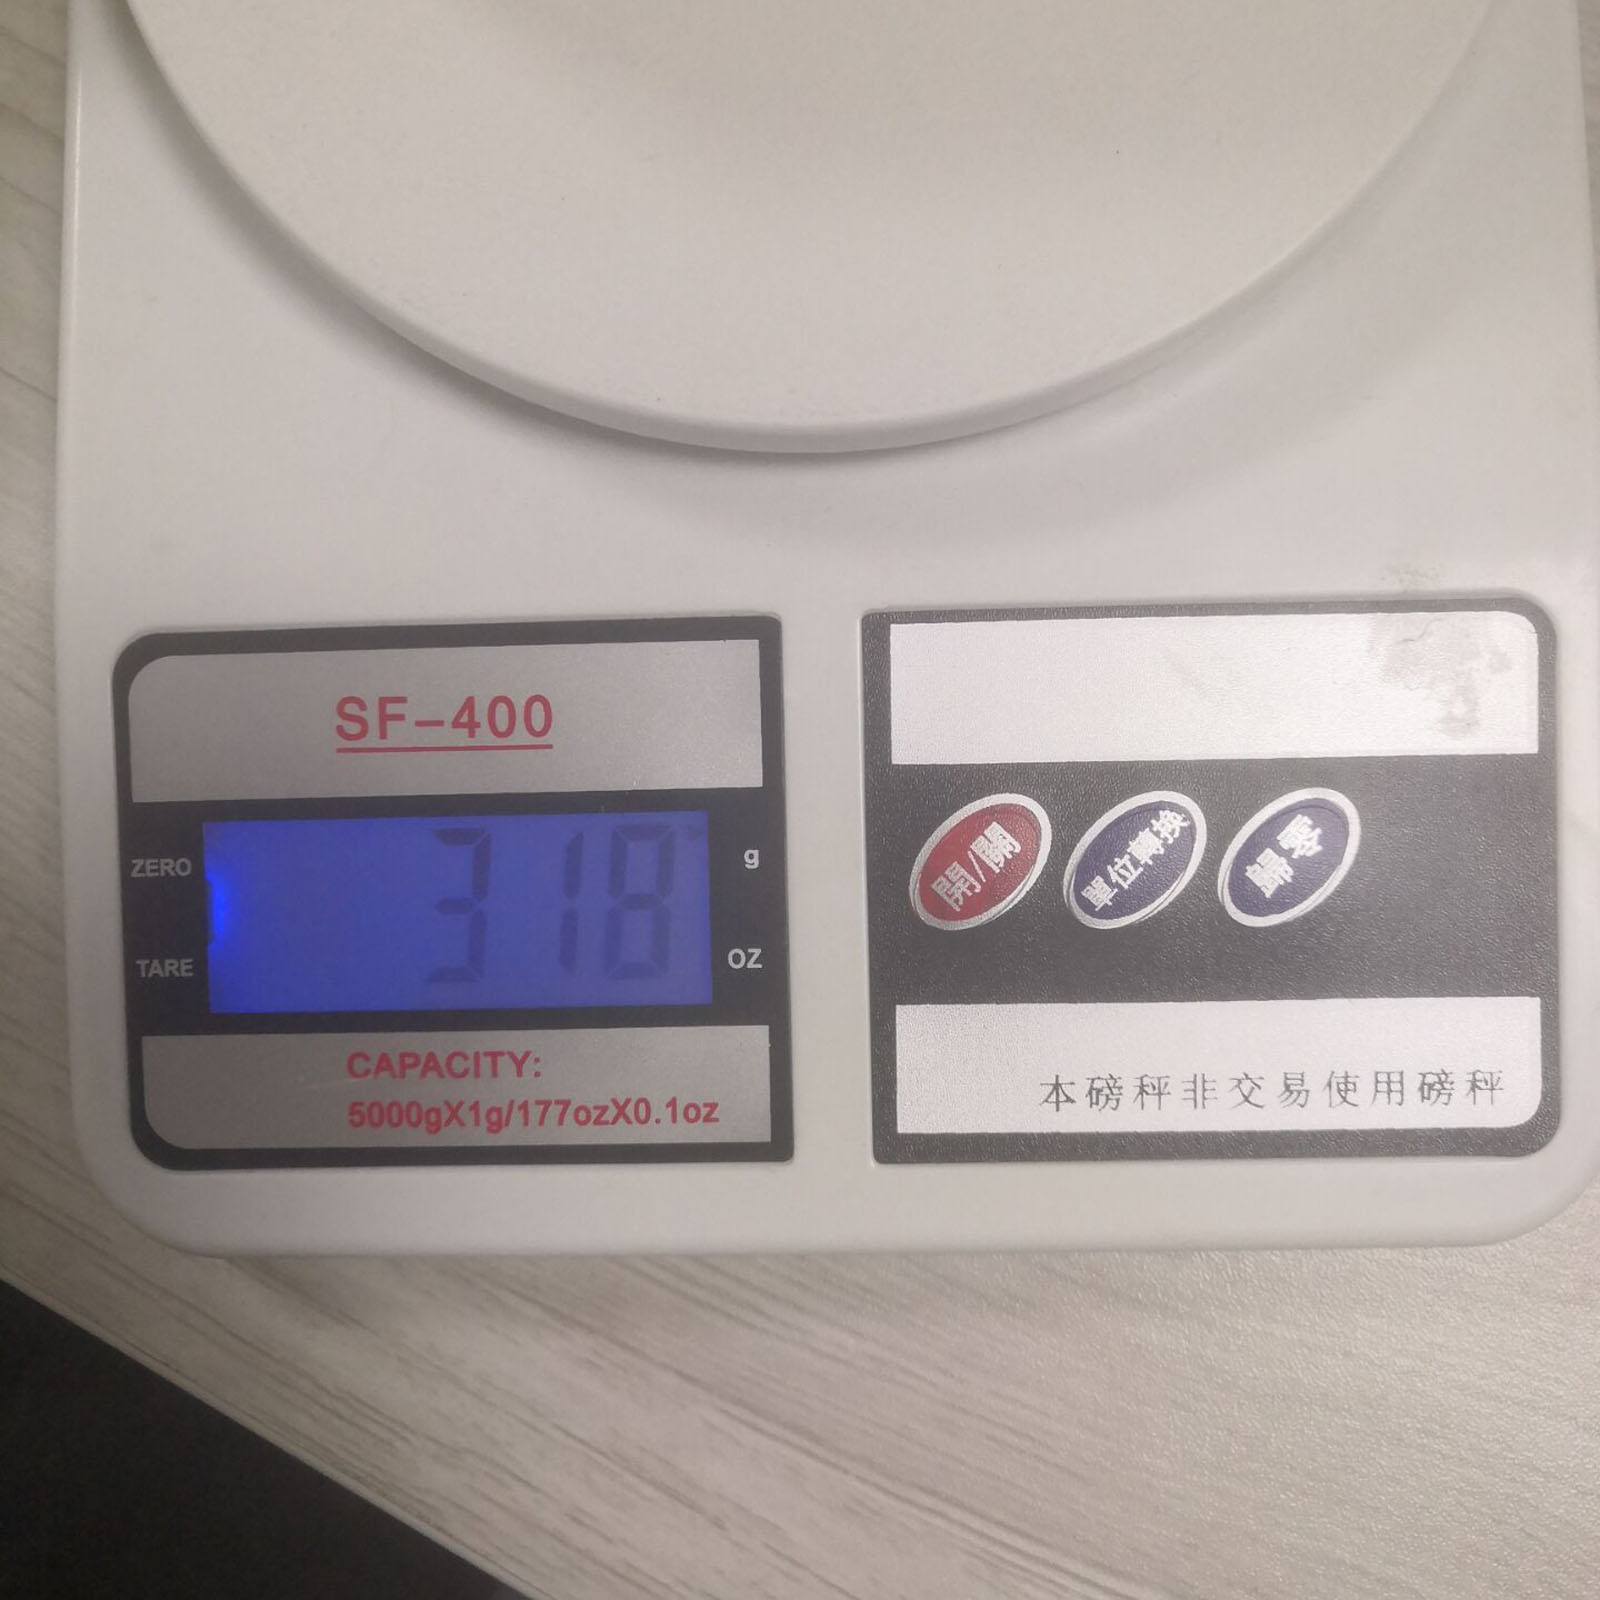 SF-400
ZERO
TARE
318
g
OZ
CAPACITY:
5000gX1g/177ozX0.1oz
開/關
單位轉換
歸零
本磅秤非交易使用磅秤